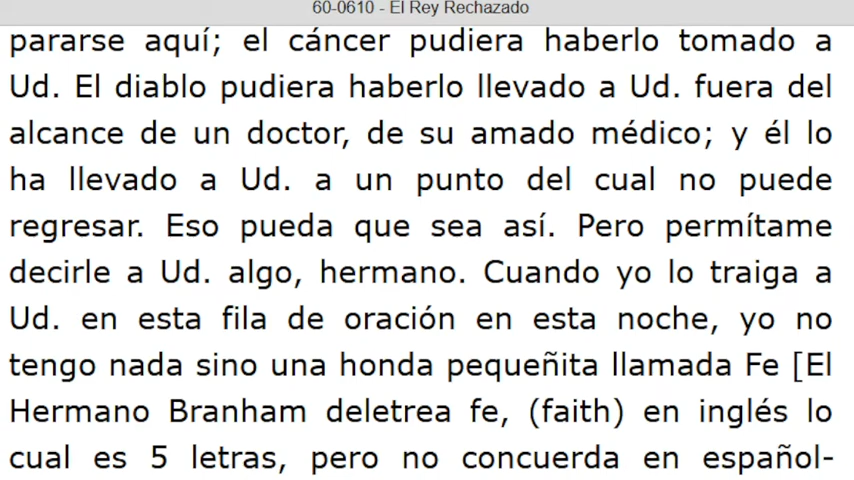 60-0610 - El Rey Rechazado
pararse aquí; el cáncer pudiera haberlo tomado a
Ud. El diablo pudiera haberlo llevado a Ud. fuera del
alcance de un doctor, de su amado médico; y él lo
ha llevado a Ud. a un punto del cual no puede
regresar. Eso pueda que sea así. Pero permítame
decirle a Ud. algo, hermano. Cuando yo lo traiga a
Ud. en esta fila de oración en esta noche, yo no
tengo nada sino una honda pequeñita llamada Fe [El
Hermano Branham deletrea fe, (faith) en inglés lo
cual es 5 letras, pero no concuerda en español-